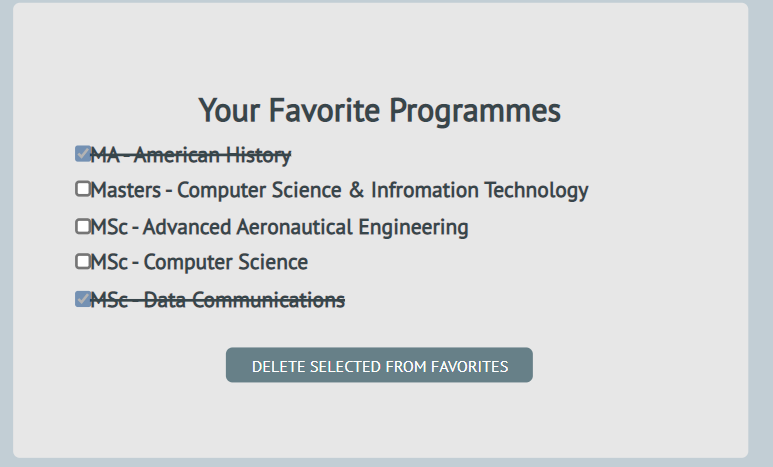 Your Favorite Programmes
MA - American History
Masters - Computer Science & Infromation Technology
MSc - Advanced Aeronautical Engineering
MSc - Computer Science
MSc - Data Communications
DELETE SELECTED FROM FAVORITES